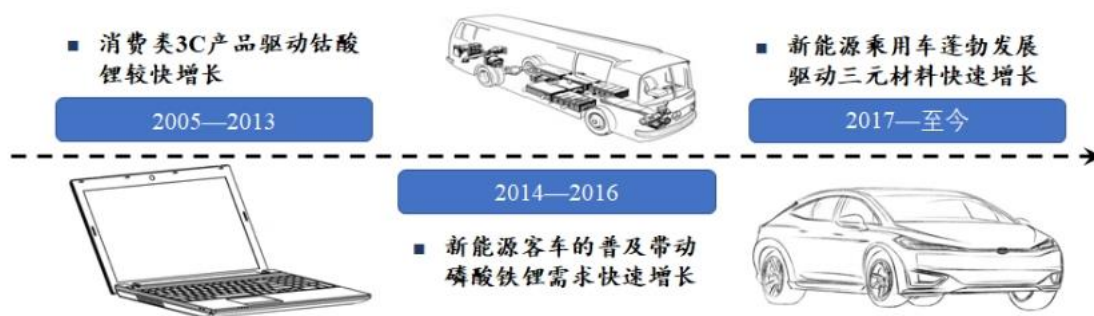 消费类3C产品驱动钴酸
锂较快增长
2005—2013
2014—2016
新能源客车的普及带动
磷酸铁锂需求快速增长
新能源乘用车蓬勃发展
驱动三元材料快速增长
2017—至今